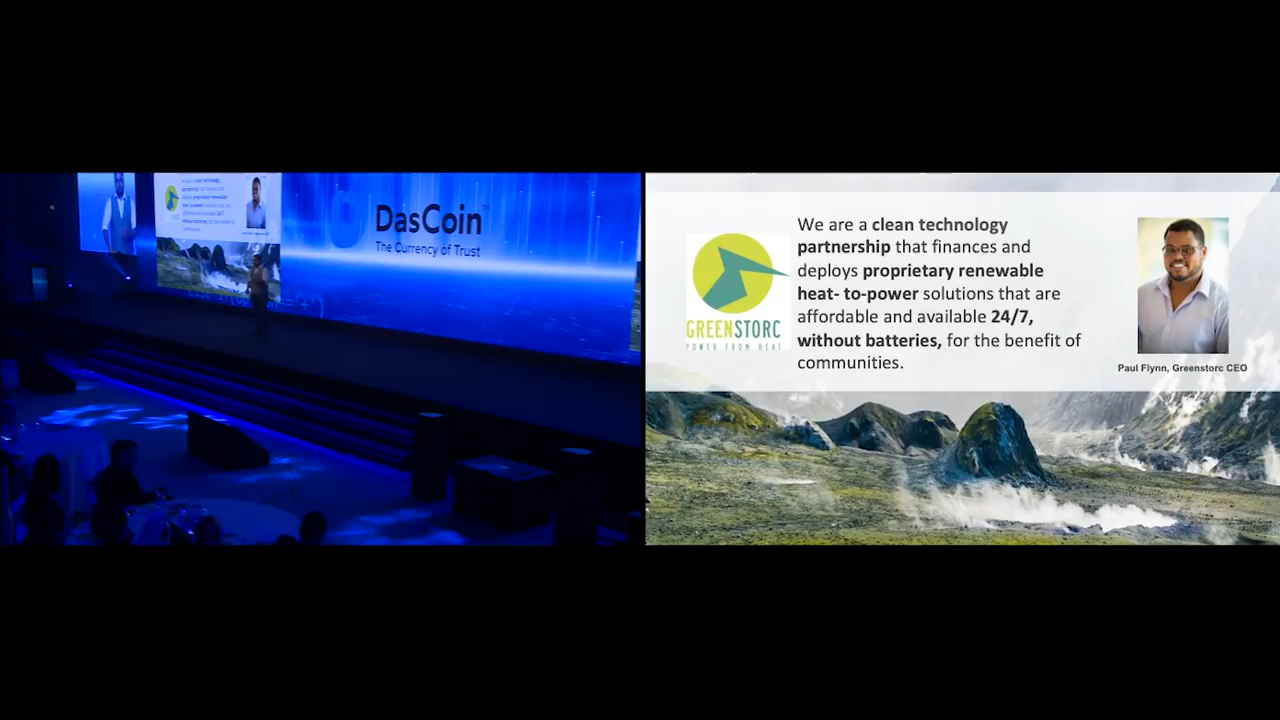 DasCoin
The Currency of Trust
GREENSTORC
POWER FROM HEAT
We are a clean technology
partnership that finances and
deploys proprietary renewable
heat- to-power solutions that are
affordable and available 24/7,
without batteries, for the benefit of
communities.
Paul Flynn, Greenstorc CEO